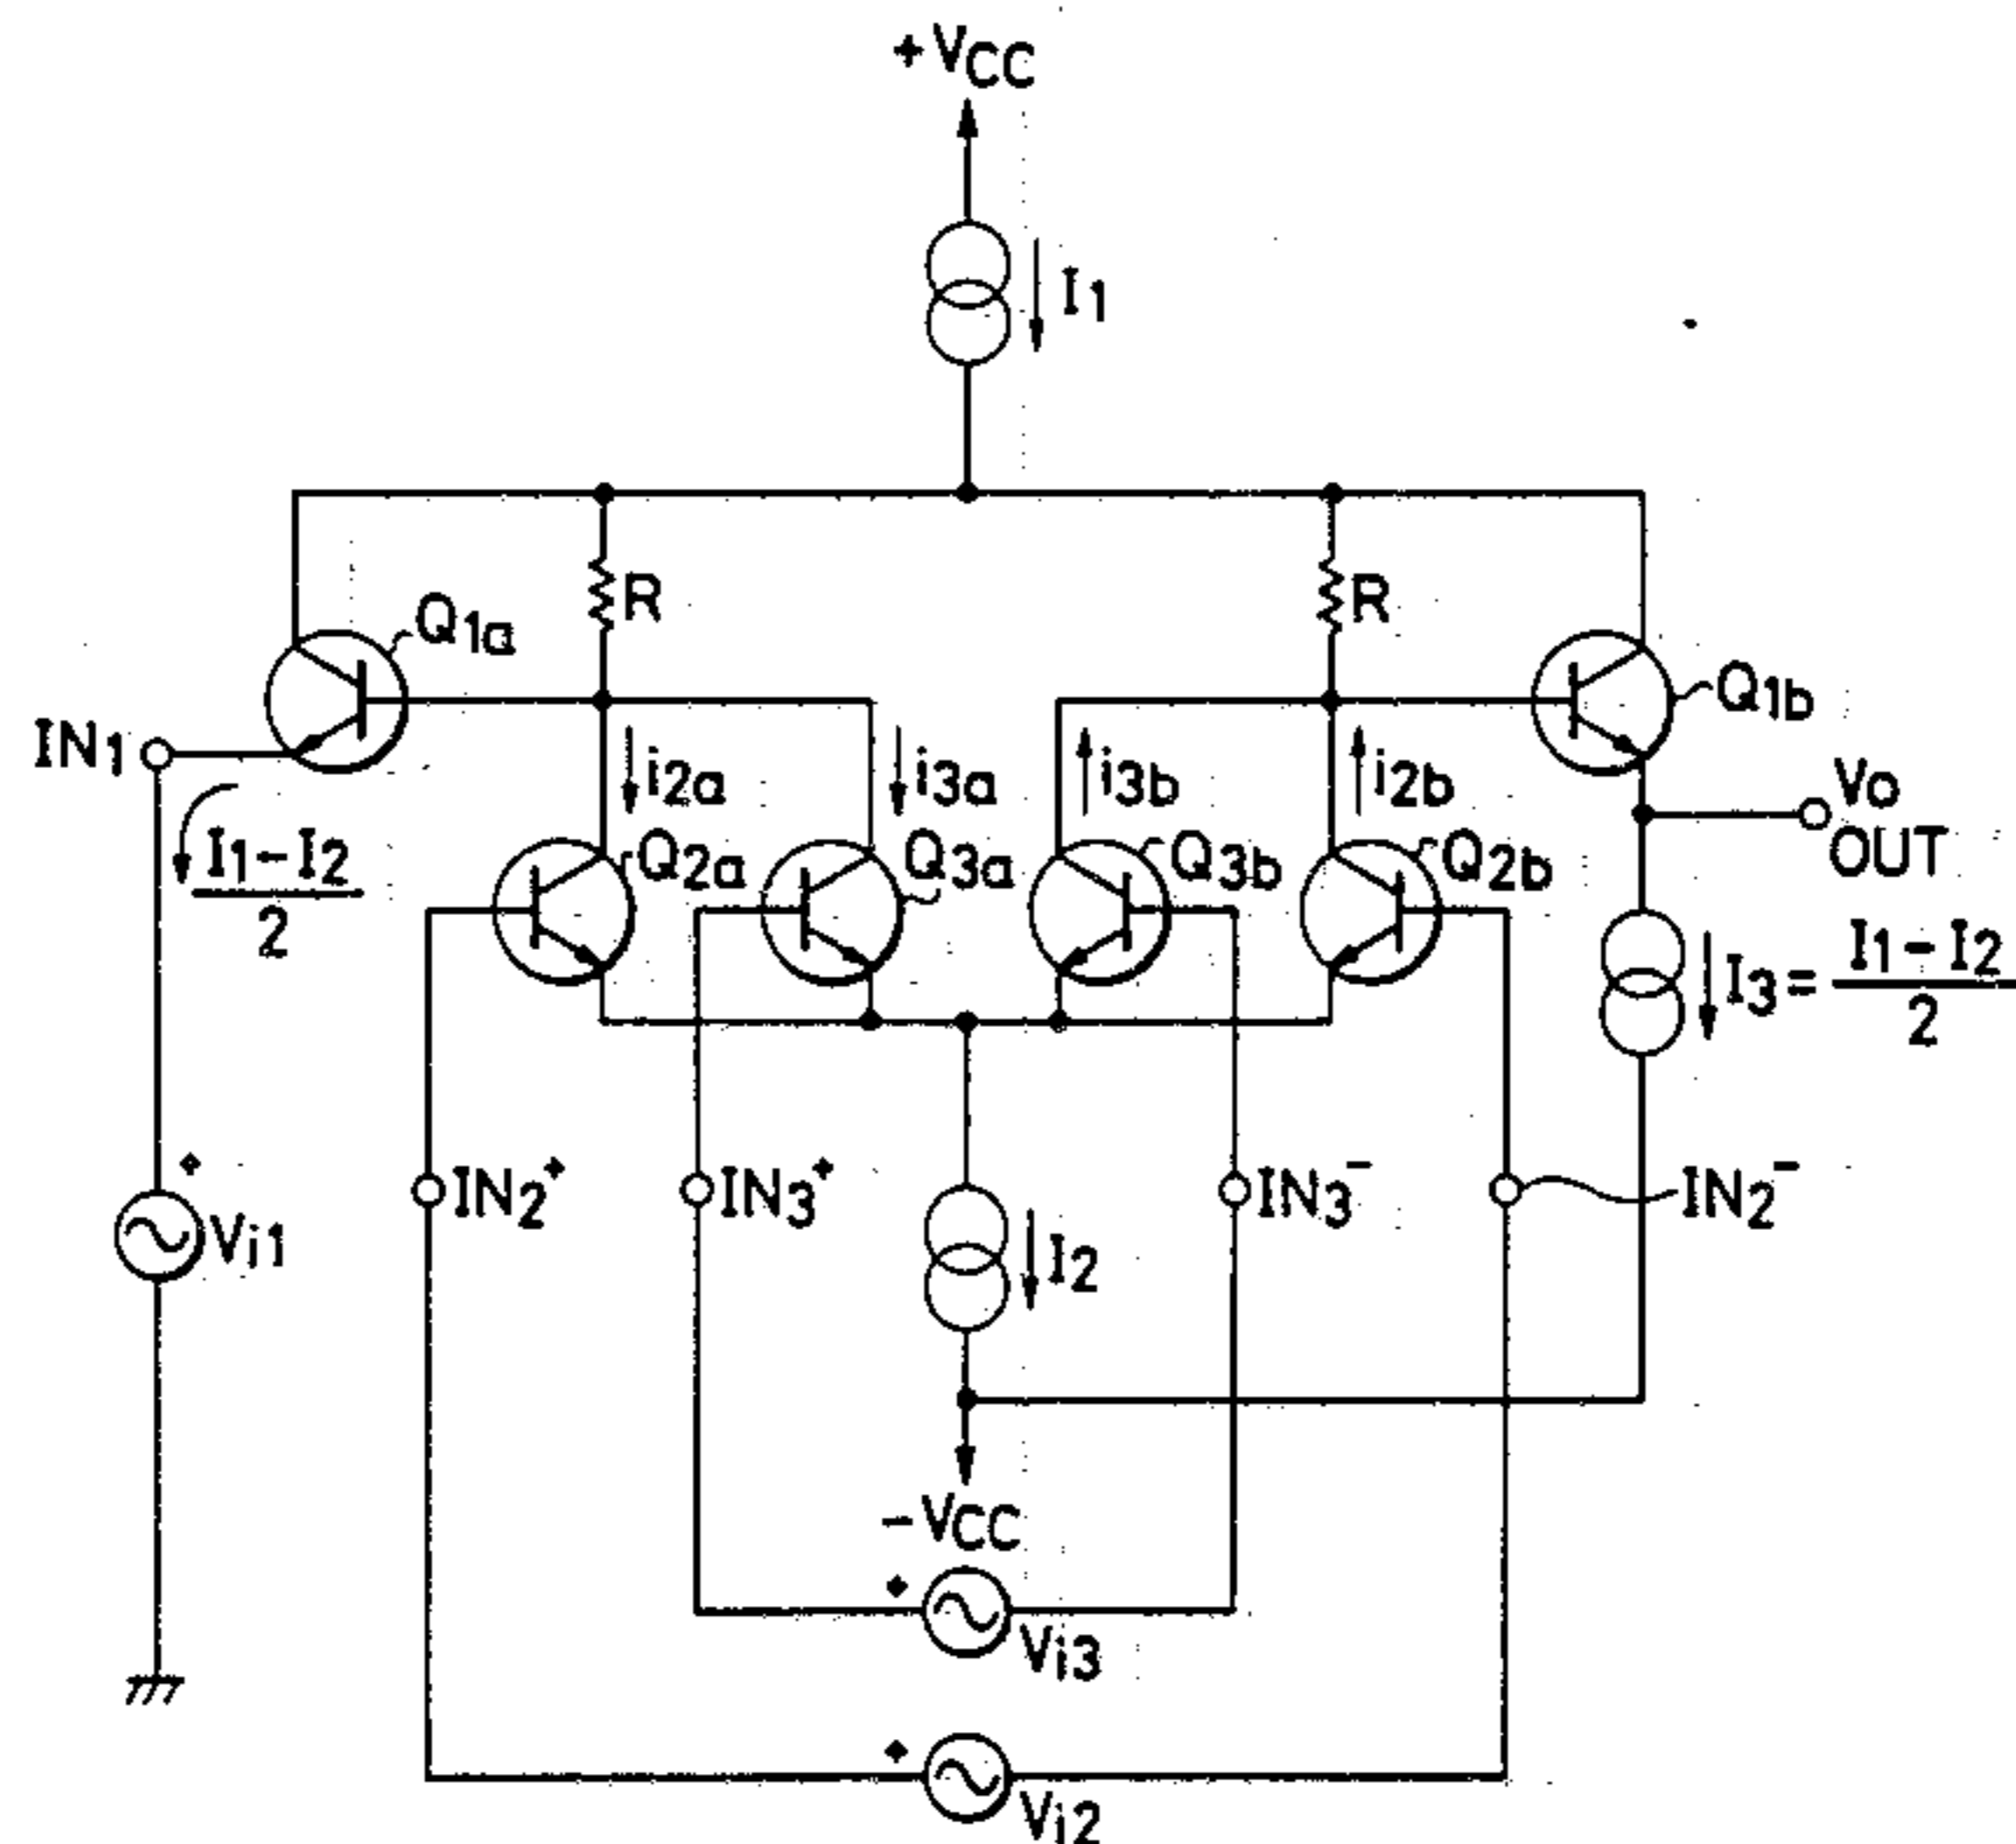 +VCC
I1
R
R
Q1a
Q1b
IN1
i2a
i3a
i3b
i2b
Vo
OUT
I1-I2
2
Q2a
Q3a
Q3b
Q2b
I3= I1-I2
2
IN2+
IN3+
IN3-
IN2-
Vi1
I2
-VCC
+
Vi3
+
Vi2